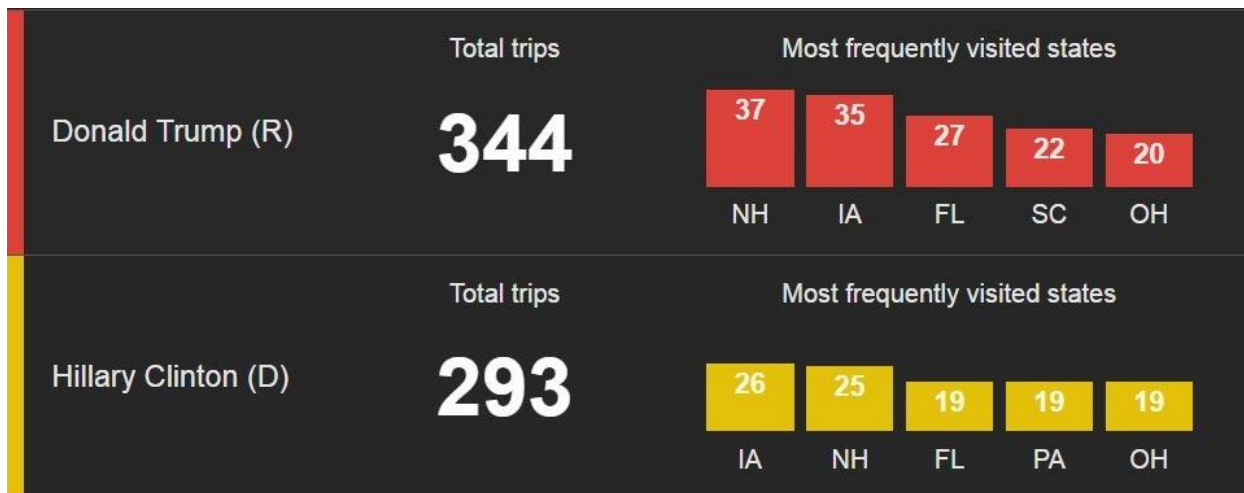 Total trips
Most frequently visited states
Donald Trump (R)
344
37 35 27 22 20
NH IA FL SC OH
Total trips
Most frequently visited states
Hillary Clinton (D)
293
26 25 19 19 19
IA NH FL PA OH